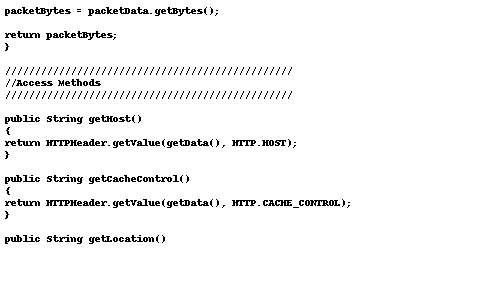 packetBytes = packetData.getBytes();
return packetBytes;
}
////////////////////////////////////////////////
//Access Methods
////////////////////////////////////////////////
public String getHost()
{
return HTTPHeader.getValue(getData(), HTTP.HOST);
}
public String getCacheControl()
{
return HTTPHeader.getValue(getData(), HTTP.CACHE_CONTROL);
}
public String getLocation()